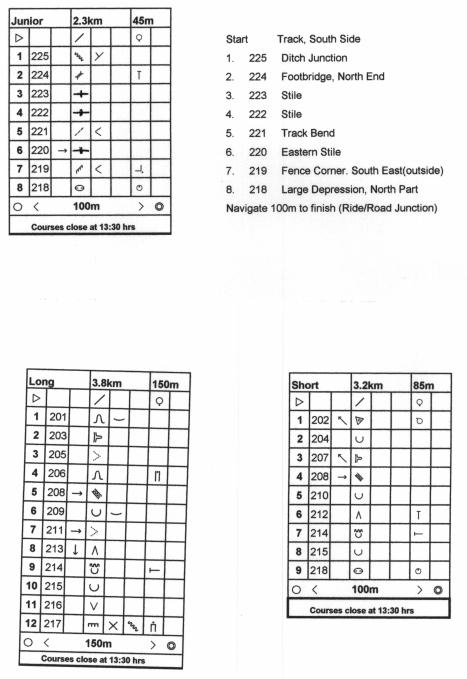 Junior 2.3km 45m
1 225
2 224
3 223
4 222
5 221
6 220
7 219
8 218
100m
Courses close at 13:30 hrs
Start Track, South Side
1. 225 Ditch Junction
2. 224 Footbridge, North End
3. 223 Stile
4. 222 Stile
5. 221 Track Bend
6. 220 Eastern Stile
7. 219 Fence Corner. South East(outside)
8. 218 Large Depression, North Part
Navigate 100m to finish (Ride/Road Junction)
Long 3.8km 150m
1 201
2 203
3 205
4 206
5 208
6 209
7 211
8 213
9 214
10 215
11 216
12 217
150m
Courses close at 13:30 hrs
Short 3.2km 85m
1 202
2 204
3 207
4 208
5 210
6 212
7 214
8 215
9 218
100m
Courses close at 13:30 hrs